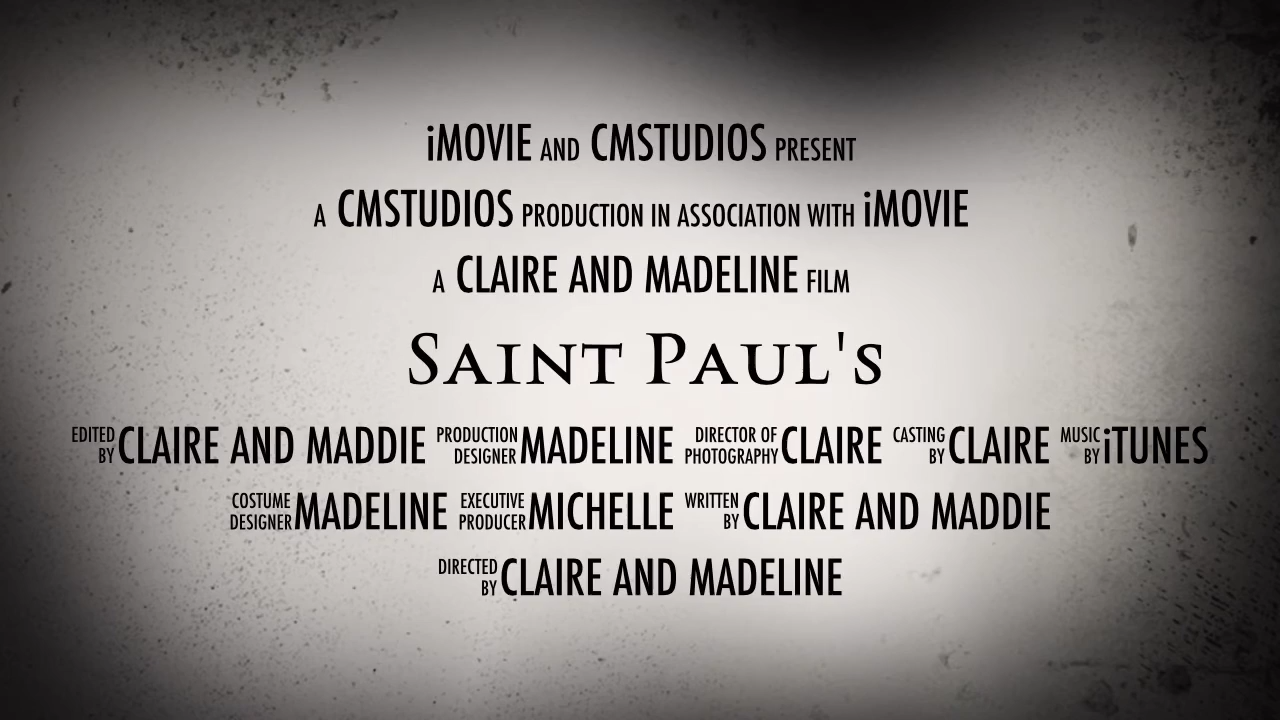 iMOVIE AND CMSTUDIOS PRESENT
A CMSTUDIOS PRODUCTION IN ASSOCIATION WITH iMOVIE
A CLAIRE AND MADELINE FILM
SAINT PAUL'S
EDITED BY CLAIRE AND MADDIE PRODUCTION DESIGNER MADELINE DIRECTOR OF PHOTOGRAPHY CLAIRE CASTING BY CLAIRE MUSIC BY iTUNES
COSTUME DESIGNER MADELINE EXECUTIVE PRODUCER MICHELLE WRITTEN BY CLAIRE AND MADDIE
DIRECTED BY CLAIRE AND MADELINE